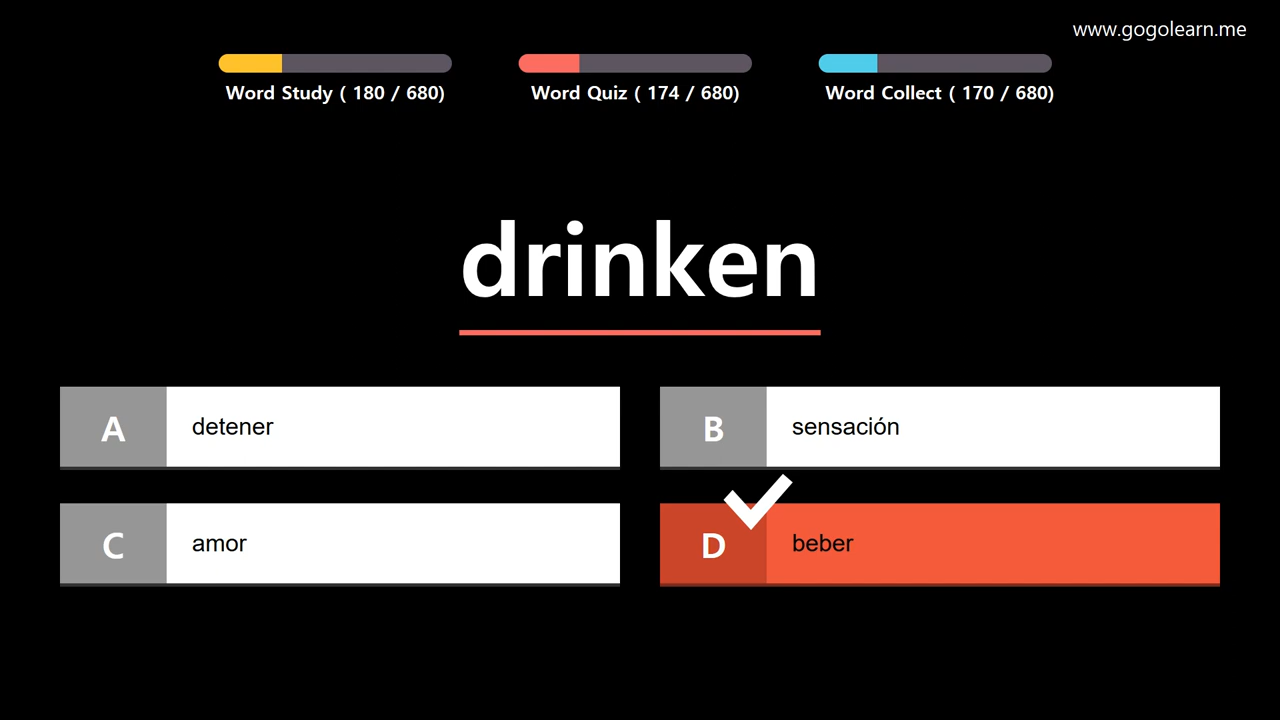 www.gogolearn.me
Word Study ( 180 / 680)
Word Quiz ( 174 / 680)
Word Collect ( 170 / 680)
drinken
A detener
B sensación
C amor
D beber